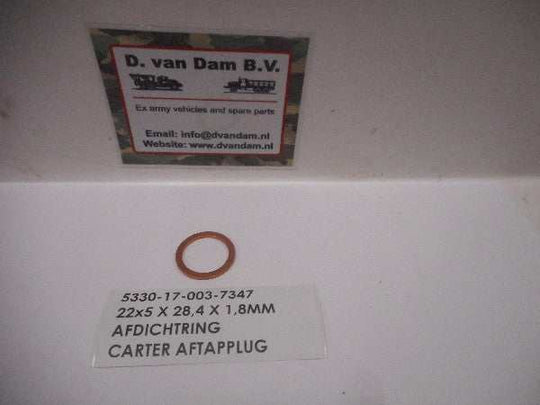 D. van Dam B.V.
Ex army vehicles and spare parts
Email: info@dvandam.nl
Website: www.dvandam.nl
5330-17-003-7347
22x5 X 28,4 X 1,8MM
AFDICHTRING
CARTER AFTAPPLUG